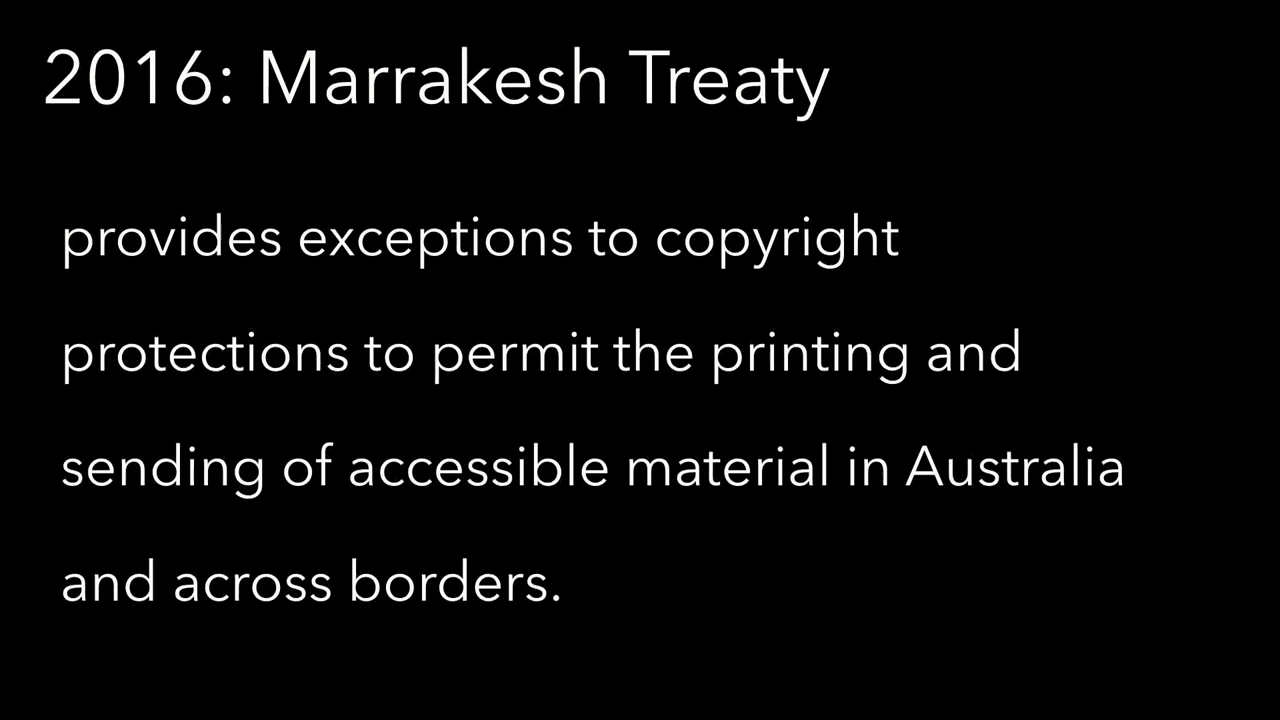 2016: Marrakesh Treaty
provides exceptions to copyright
protections to permit the printing and
sending of accessible material in Australia
and across borders.